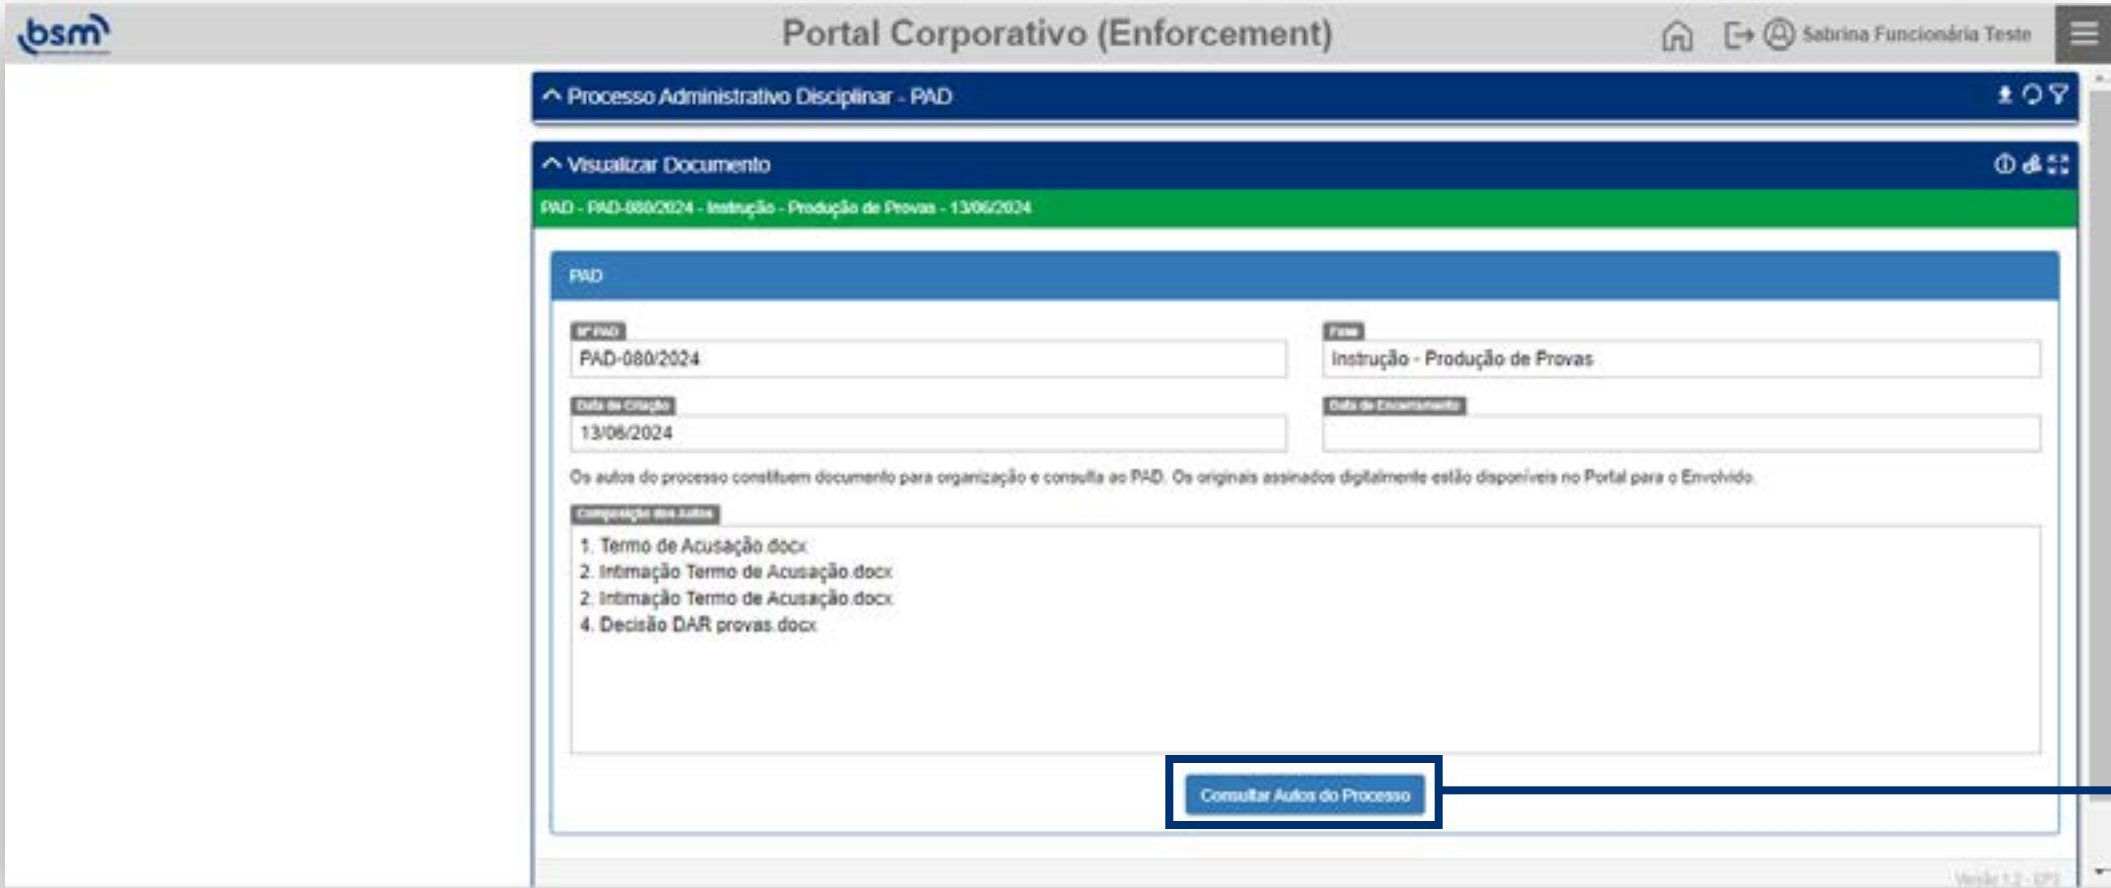 bsm
Portal Corporativo (Enforcement)
Sabrina Funcionária Teste
Processo Administrativo Disciplinar - PAD
Visualizar Documento
PAD - PAD-080/2024 - Instrução - Produção de Provas - 13/06/2024
PAD
Nº PAD
Fase
PAD-080/2024
Instrução - Produção de Provas
Data de Criação
Data de Encerramento
13/06/2024
Os autos do processo constituem documento para organização e consulta ao PAD. Os originais assinados digitalmente estão disponíveis no Portal para o Envolvido.
Composição dos Autos
1. Termo de Acusação.docx
2. Intimação Termo de Acusação.docx
2. Intimação Termo de Acusação.docx
4. Decisão DAR provas.docx
Consultar Autos do Processo
Versão 1.2 -